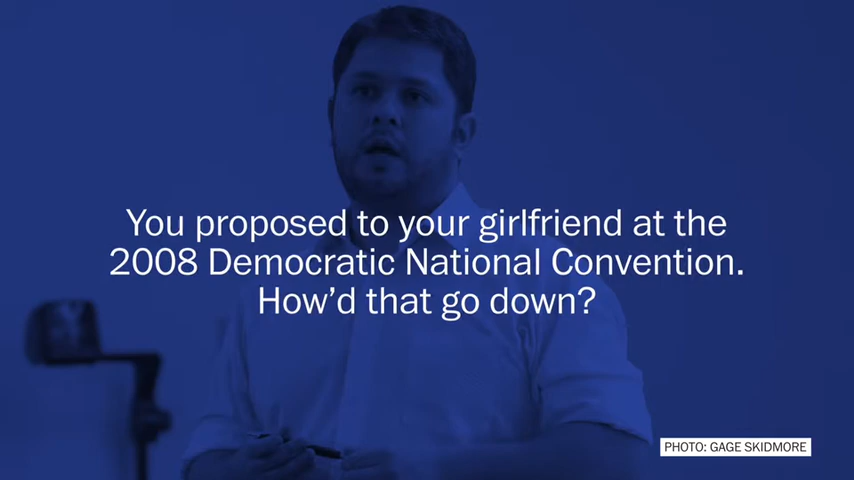 You proposed to your girlfriend at the
2008 Democratic National Convention.
How’d that go down?
PHOTO: GAGE SKIDMORE